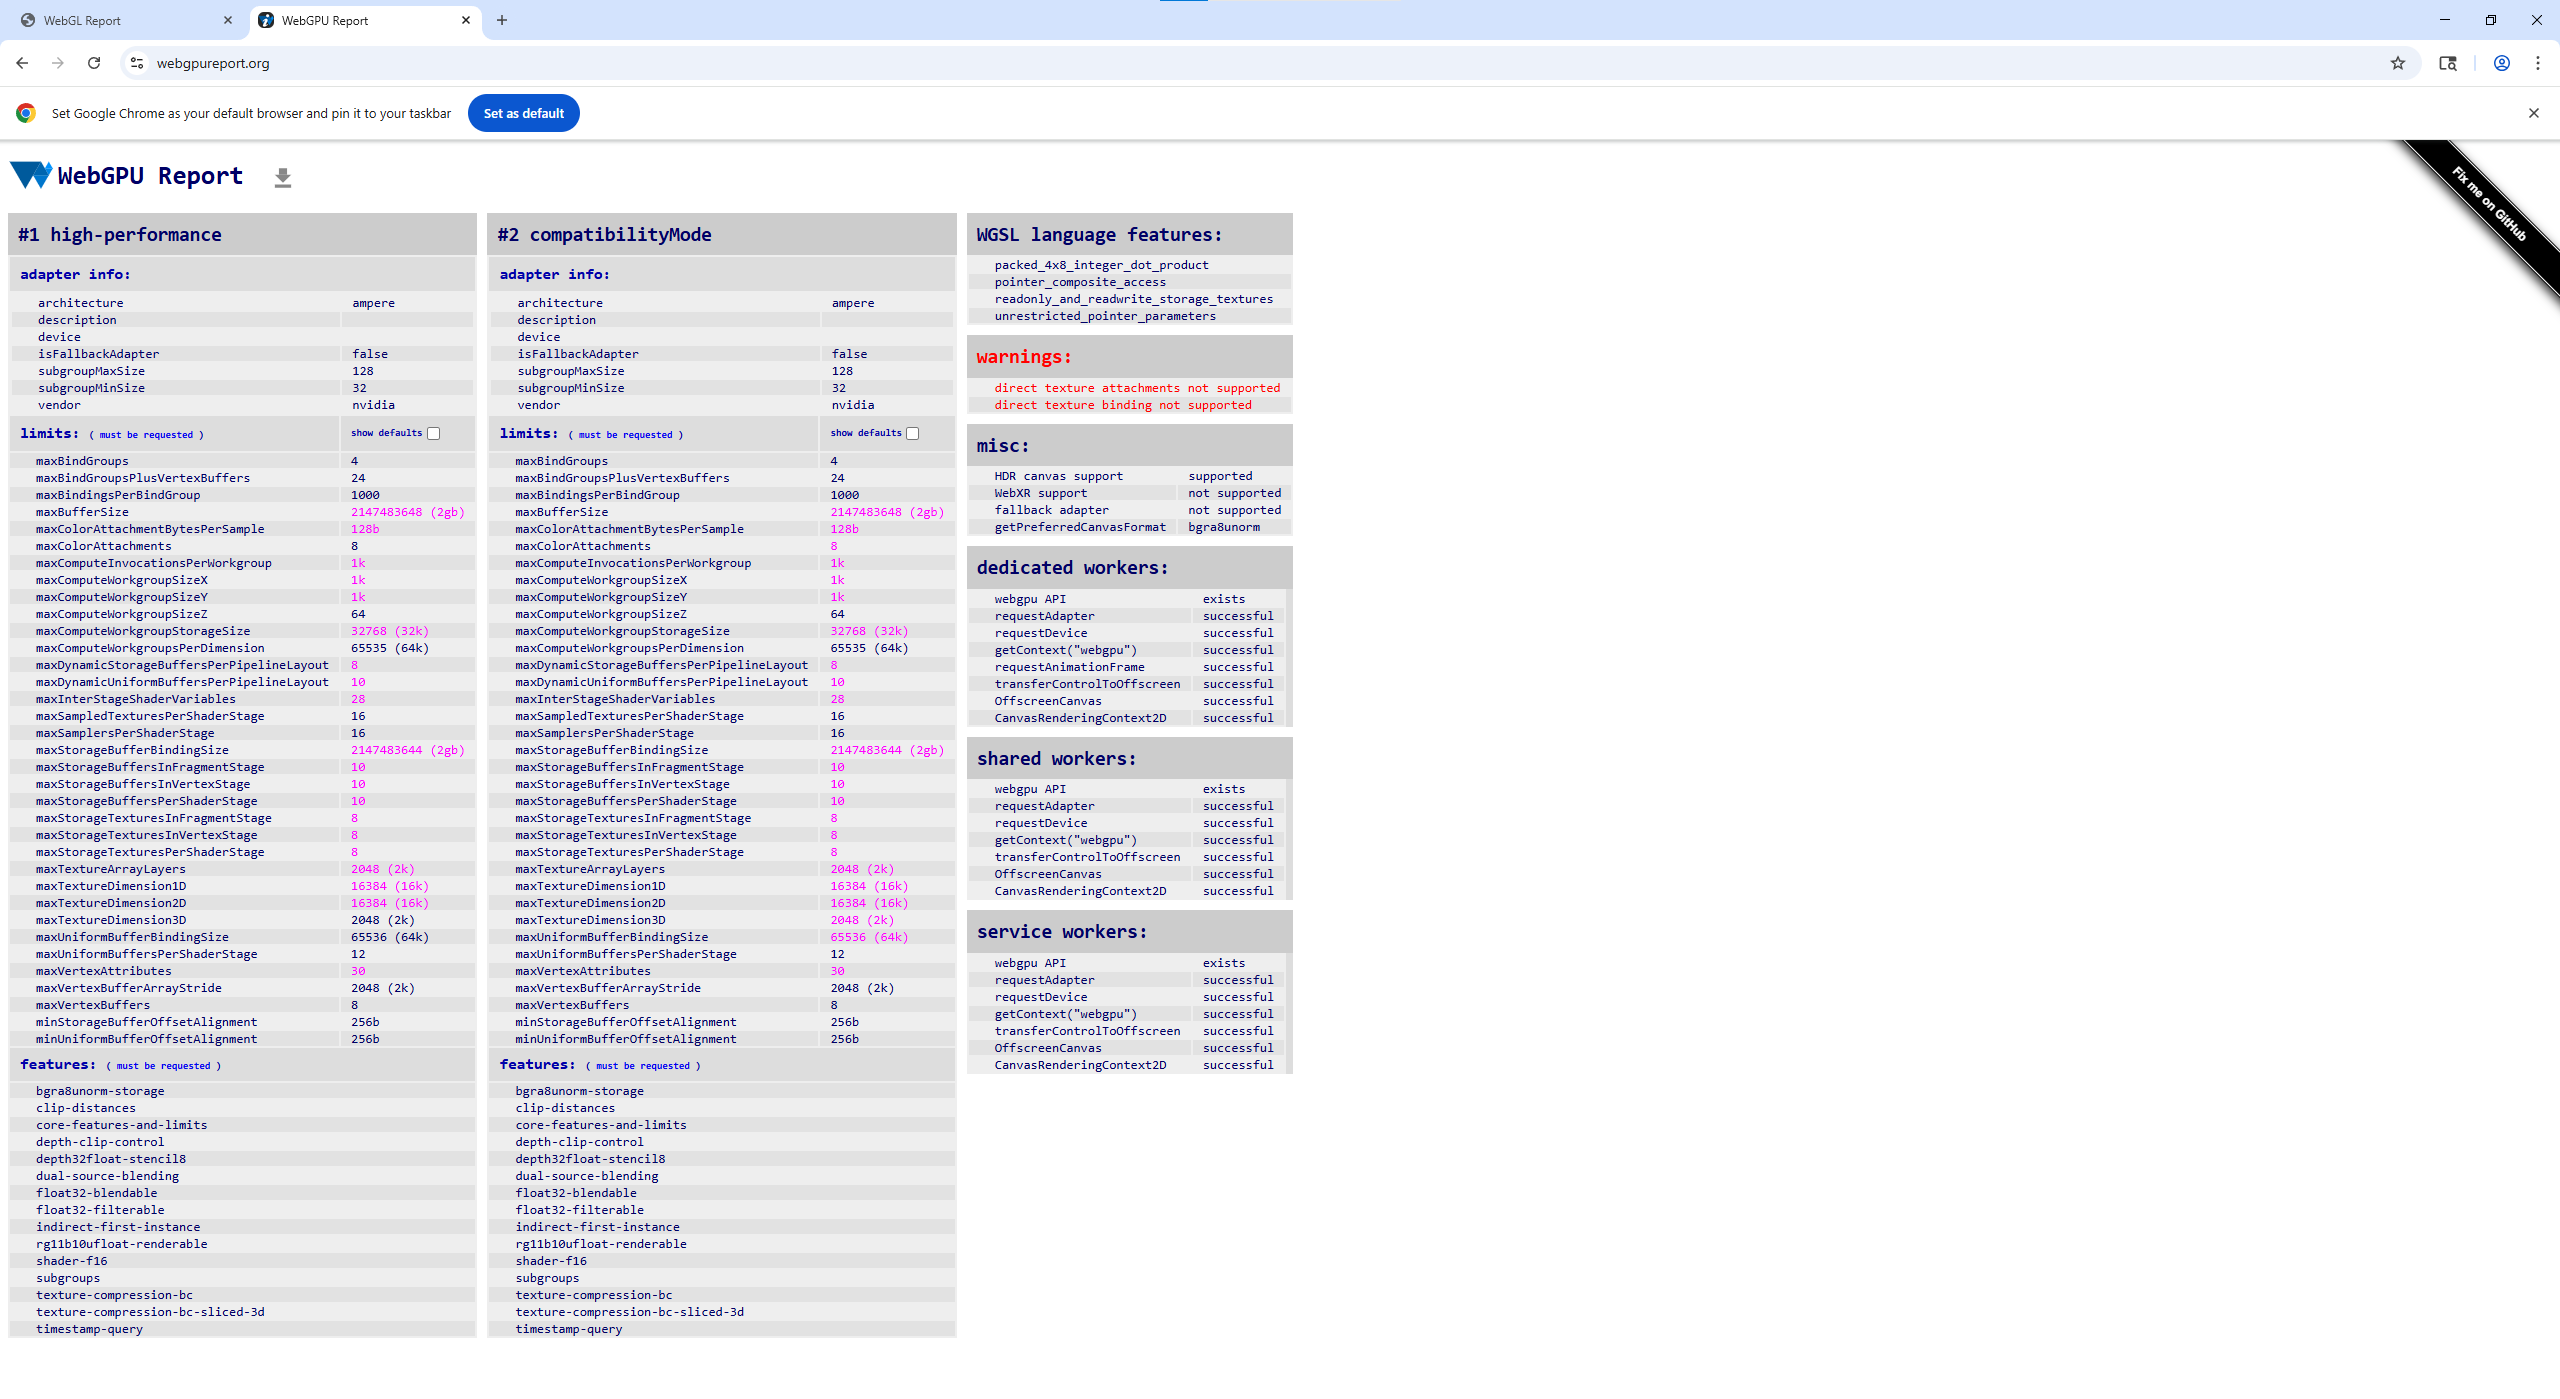 WebGL Report
WebGPU Report
webgpureport.org
Set Google Chrome as your default browser and pin it to your taskbar Set as default
WebGPU Report
Fix me on GitHub
#1 high-performance
adapter info:
architecture ampere
description
device
isFallbackAdapter false
subgroupMaxSize 128
subgroupMinSize 32
vendor nvidia
limits: ( must be requested ) show defaults
maxBindGroups 4
maxBindGroupsPlusVertexBuffers 24
maxBindingsPerBindGroup 1000
maxBufferSize 2147483648 (2gb)
maxColorAttachmentBytesPerSample 128b
maxColorAttachments 8
maxComputeInvocationsPerWorkgroup 1k
maxComputeWorkgroupSizeX 1k
maxComputeWorkgroupSizeY 1k
maxComputeWorkgroupSizeZ 64
maxComputeWorkgroupStorageSize 32768 (32k)
maxComputeWorkgroupsPerDimension 65535 (64k)
maxDynamicStorageBuffersPerPipelineLayout 8
maxDynamicUniformBuffersPerPipelineLayout 10
maxInterStageShaderVariables 28
maxSampledTexturesPerShaderStage 16
maxSamplersPerShaderStage 16
maxStorageBufferBindingSize 2147483644 (2gb)
maxStorageBuffersInFragmentStage 10
maxStorageBuffersInVertexStage 10
maxStorageBuffersPerShaderStage 10
maxStorageTexturesInFragmentStage 8
maxStorageTexturesInVertexStage 8
maxStorageTexturesPerShaderStage 8
maxTextureArrayLayers 2048 (2k)
maxTextureDimension1D 16384 (16k)
maxTextureDimension2D 16384 (16k)
maxTextureDimension3D 2048 (2k)
maxUniformBufferBindingSize 65536 (64k)
maxUniformBuffersPerShaderStage 12
maxVertexAttributes 30
maxVertexBufferArrayStride 2048 (2k)
maxVertexBuffers 8
minStorageBufferOffsetAlignment 256b
minUniformBufferOffsetAlignment 256b
features: ( must be requested )
bgra8unorm-storage
clip-distances
core-features-and-limits
depth-clip-control
depth32float-stencil8
dual-source-blending
float32-blendable
float32-filterable
indirect-first-instance
rg11b10ufloat-renderable
shader-f16
subgroups
texture-compression-bc
texture-compression-bc-sliced-3d
timestamp-query
#2 compatibilityMode
adapter info:
architecture ampere
description
device
isFallbackAdapter false
subgroupMaxSize 128
subgroupMinSize 32
vendor nvidia
limits: ( must be requested ) show defaults
maxBindGroups 4
maxBindGroupsPlusVertexBuffers 24
maxBindingsPerBindGroup 1000
maxBufferSize 2147483648 (2gb)
maxColorAttachmentBytesPerSample 128b
maxColorAttachments 8
maxComputeInvocationsPerWorkgroup 1k
maxComputeWorkgroupSizeX 1k
maxComputeWorkgroupSizeY 1k
maxComputeWorkgroupSizeZ 64
maxComputeWorkgroupStorageSize 32768 (32k)
maxComputeWorkgroupsPerDimension 65535 (64k)
maxDynamicStorageBuffersPerPipelineLayout 8
maxDynamicUniformBuffersPerPipelineLayout 10
maxInterStageShaderVariables 28
maxSampledTexturesPerShaderStage 16
maxSamplersPerShaderStage 16
maxStorageBufferBindingSize 2147483644 (2gb)
maxStorageBuffersInFragmentStage 10
maxStorageBuffersInVertexStage 10
maxStorageBuffersPerShaderStage 10
maxStorageTexturesInFragmentStage 8
maxStorageTexturesInVertexStage 8
maxStorageTexturesPerShaderStage 8
maxTextureArrayLayers 2048 (2k)
maxTextureDimension1D 16384 (16k)
maxTextureDimension2D 16384 (16k)
maxTextureDimension3D 2048 (2k)
maxUniformBufferBindingSize 65536 (64k)
maxUniformBuffersPerShaderStage 12
maxVertexAttributes 30
maxVertexBufferArrayStride 2048 (2k)
maxVertexBuffers 8
minStorageBufferOffsetAlignment 256b
minUniformBufferOffsetAlignment 256b
features: ( must be requested )
bgra8unorm-storage
clip-distances
core-features-and-limits
depth-clip-control
depth32float-stencil8
dual-source-blending
float32-blendable
float32-filterable
indirect-first-instance
rg11b10ufloat-renderable
shader-f16
subgroups
texture-compression-bc
texture-compression-bc-sliced-3d
timestamp-query
WGSL language features:
packed_4x8_integer_dot_product
pointer_composite_access
readonly_and_readwrite_storage_textures
unrestricted_pointer_parameters
warnings:
direct texture attachments not supported
direct texture binding not supported
misc:
HDR canvas support supported
WebXR support not supported
fallback adapter not supported
getPreferredCanvasFormat bgra8unorm
dedicated workers:
webgpu API exists
requestAdapter successful
requestDevice successful
getContext("webgpu") successful
requestAnimationFrame successful
transferControlToOffscreen successful
OffscreenCanvas successful
CanvasRenderingContext2D successful
shared workers:
webgpu API exists
requestAdapter successful
requestDevice successful
getContext("webgpu") successful
transferControlToOffscreen successful
OffscreenCanvas successful
CanvasRenderingContext2D successful
service workers:
webgpu API exists
requestAdapter successful
requestDevice successful
getContext("webgpu") successful
transferControlToOffscreen successful
OffscreenCanvas successful
CanvasRenderingContext2D successful